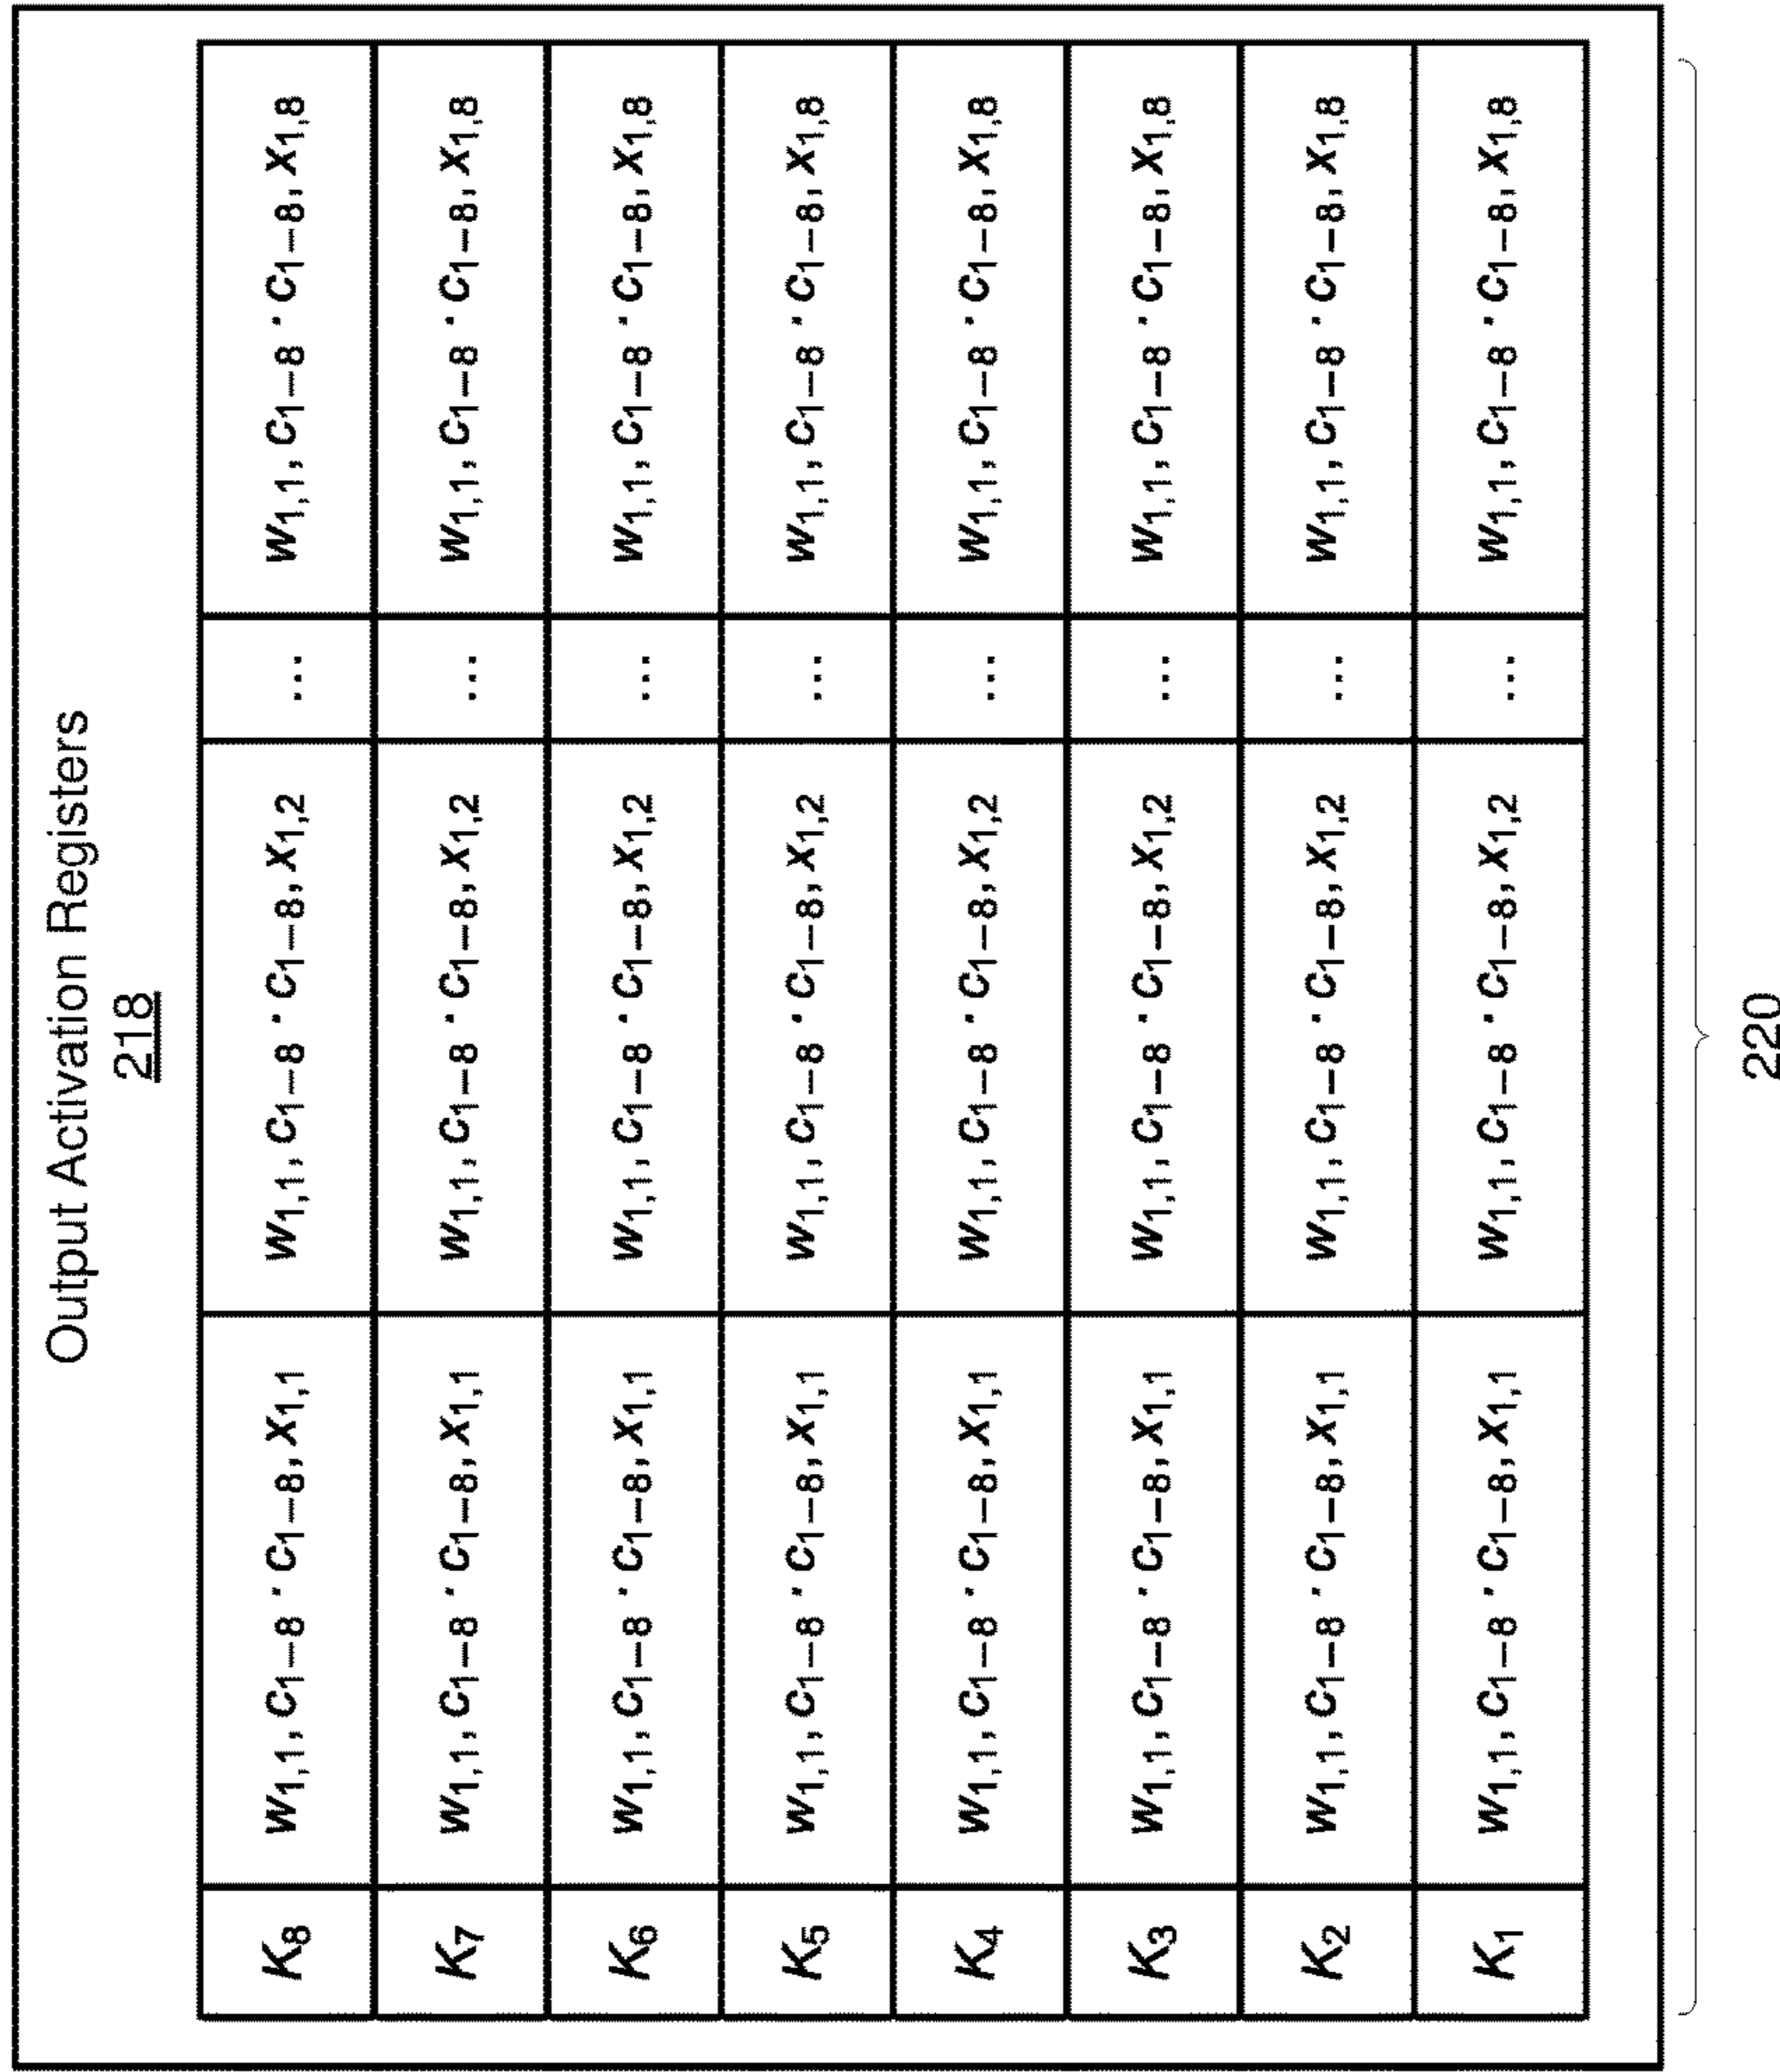 Output Activation Registers
218
K₈ W₁,₁, C₁₋₈ · C₁₋₈, X₁,₁ W₁,₁, C₁₋₈ · C₁₋₈, X₁,₂ ... W₁,₁, C₁₋₈ · C₁₋₈, X₁,₈
K₇ W₁,₁, C₁₋₈ · C₁₋₈, X₁,₁ W₁,₁, C₁₋₈ · C₁₋₈, X₁,₂ ... W₁,₁, C₁₋₈ · C₁₋₈, X₁,₈
K₆ W₁,₁, C₁₋₈ · C₁₋₈, X₁,₁ W₁,₁, C₁₋₈ · C₁₋₈, X₁,₂ ... W₁,₁, C₁₋₈ · C₁₋₈, X₁,₈
K₅ W₁,₁, C₁₋₈ · C₁₋₈, X₁,₁ W₁,₁, C₁₋₈ · C₁₋₈, X₁,₂ ... W₁,₁, C₁₋₈ · C₁₋₈, X₁,₈
K₄ W₁,₁, C₁₋₈ · C₁₋₈, X₁,₁ W₁,₁, C₁₋₈ · C₁₋₈, X₁,₂ ... W₁,₁, C₁₋₈ · C₁₋₈, X₁,₈
K₃ W₁,₁, C₁₋₈ · C₁₋₈, X₁,₁ W₁,₁, C₁₋₈ · C₁₋₈, X₁,₂ ... W₁,₁, C₁₋₈ · C₁₋₈, X₁,₈
K₂ W₁,₁, C₁₋₈ · C₁₋₈, X₁,₁ W₁,₁, C₁₋₈ · C₁₋₈, X₁,₂ ... W₁,₁, C₁₋₈ · C₁₋₈, X₁,₈
K₁ W₁,₁, C₁₋₈ · C₁₋₈, X₁,₁ W₁,₁, C₁₋₈ · C₁₋₈, X₁,₂ ... W₁,₁, C₁₋₈ · C₁₋₈, X₁,₈
220